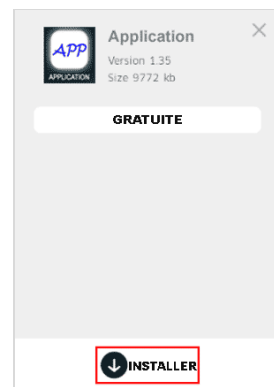 APP
APPLICATION
Application
Version 1.35
Size 9772 kb
GRATUITE
INSTALLER